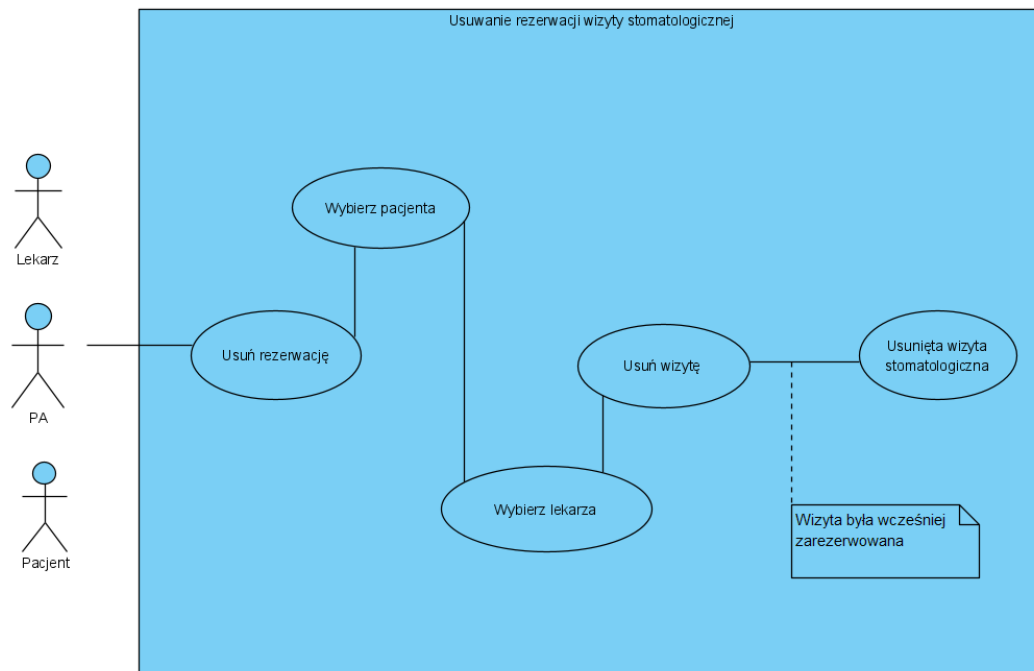 Usuwanie rezerwacji wizyty stomatologicznej
Lekarz
PA
Pacjent
Wybierz pacjenta
Usuń rezerwację
Usuń wizytę
Usunięta wizyta
stomatologiczna
Wybierz lekarza
Wizyta była wcześniej
zarezerwowana